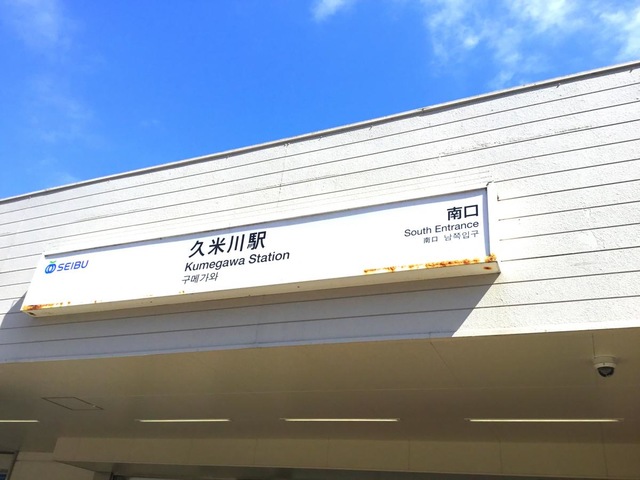 SEIBU
久米川駅
Kumegawa Station
구메가와
南口
South Entrance
南口 남쪽입구